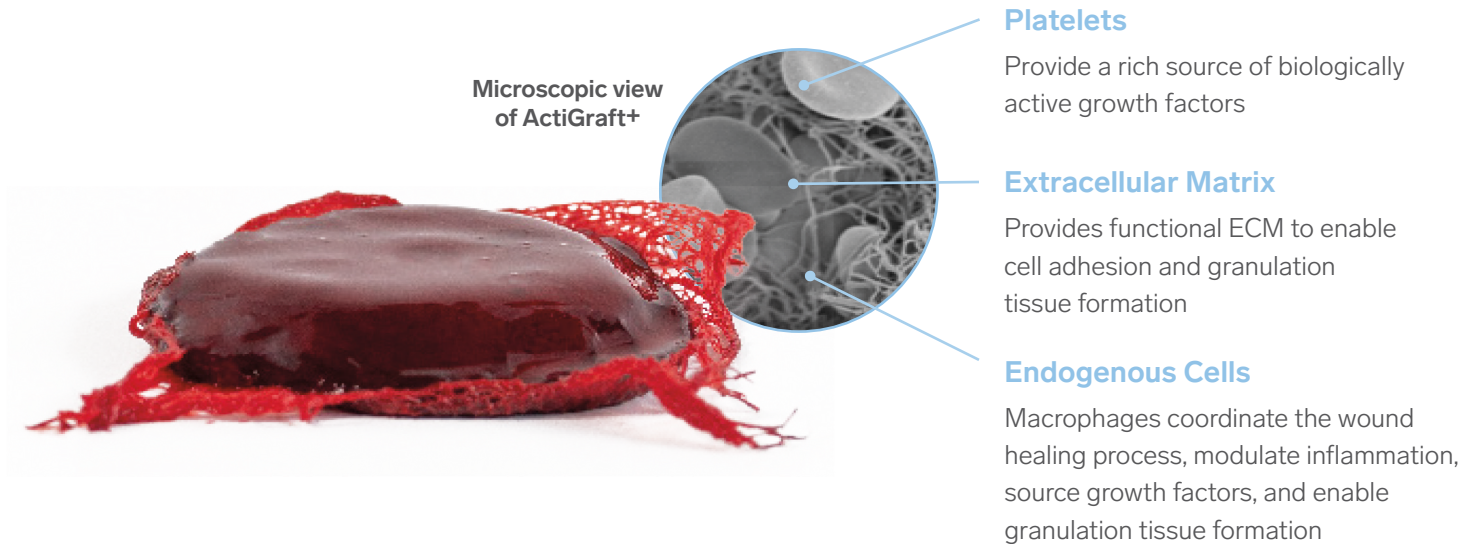 Microscopic view
of ActiGraft+
Platelets
Provide a rich source of biologically
active growth factors
Extracellular Matrix
Provides functional ECM to enable
cell adhesion and granulation
tissue formation
Endogenous Cells
Macrophages coordinate the wound
healing process, modulate inflammation,
source growth factors, and enable
granulation tissue formation